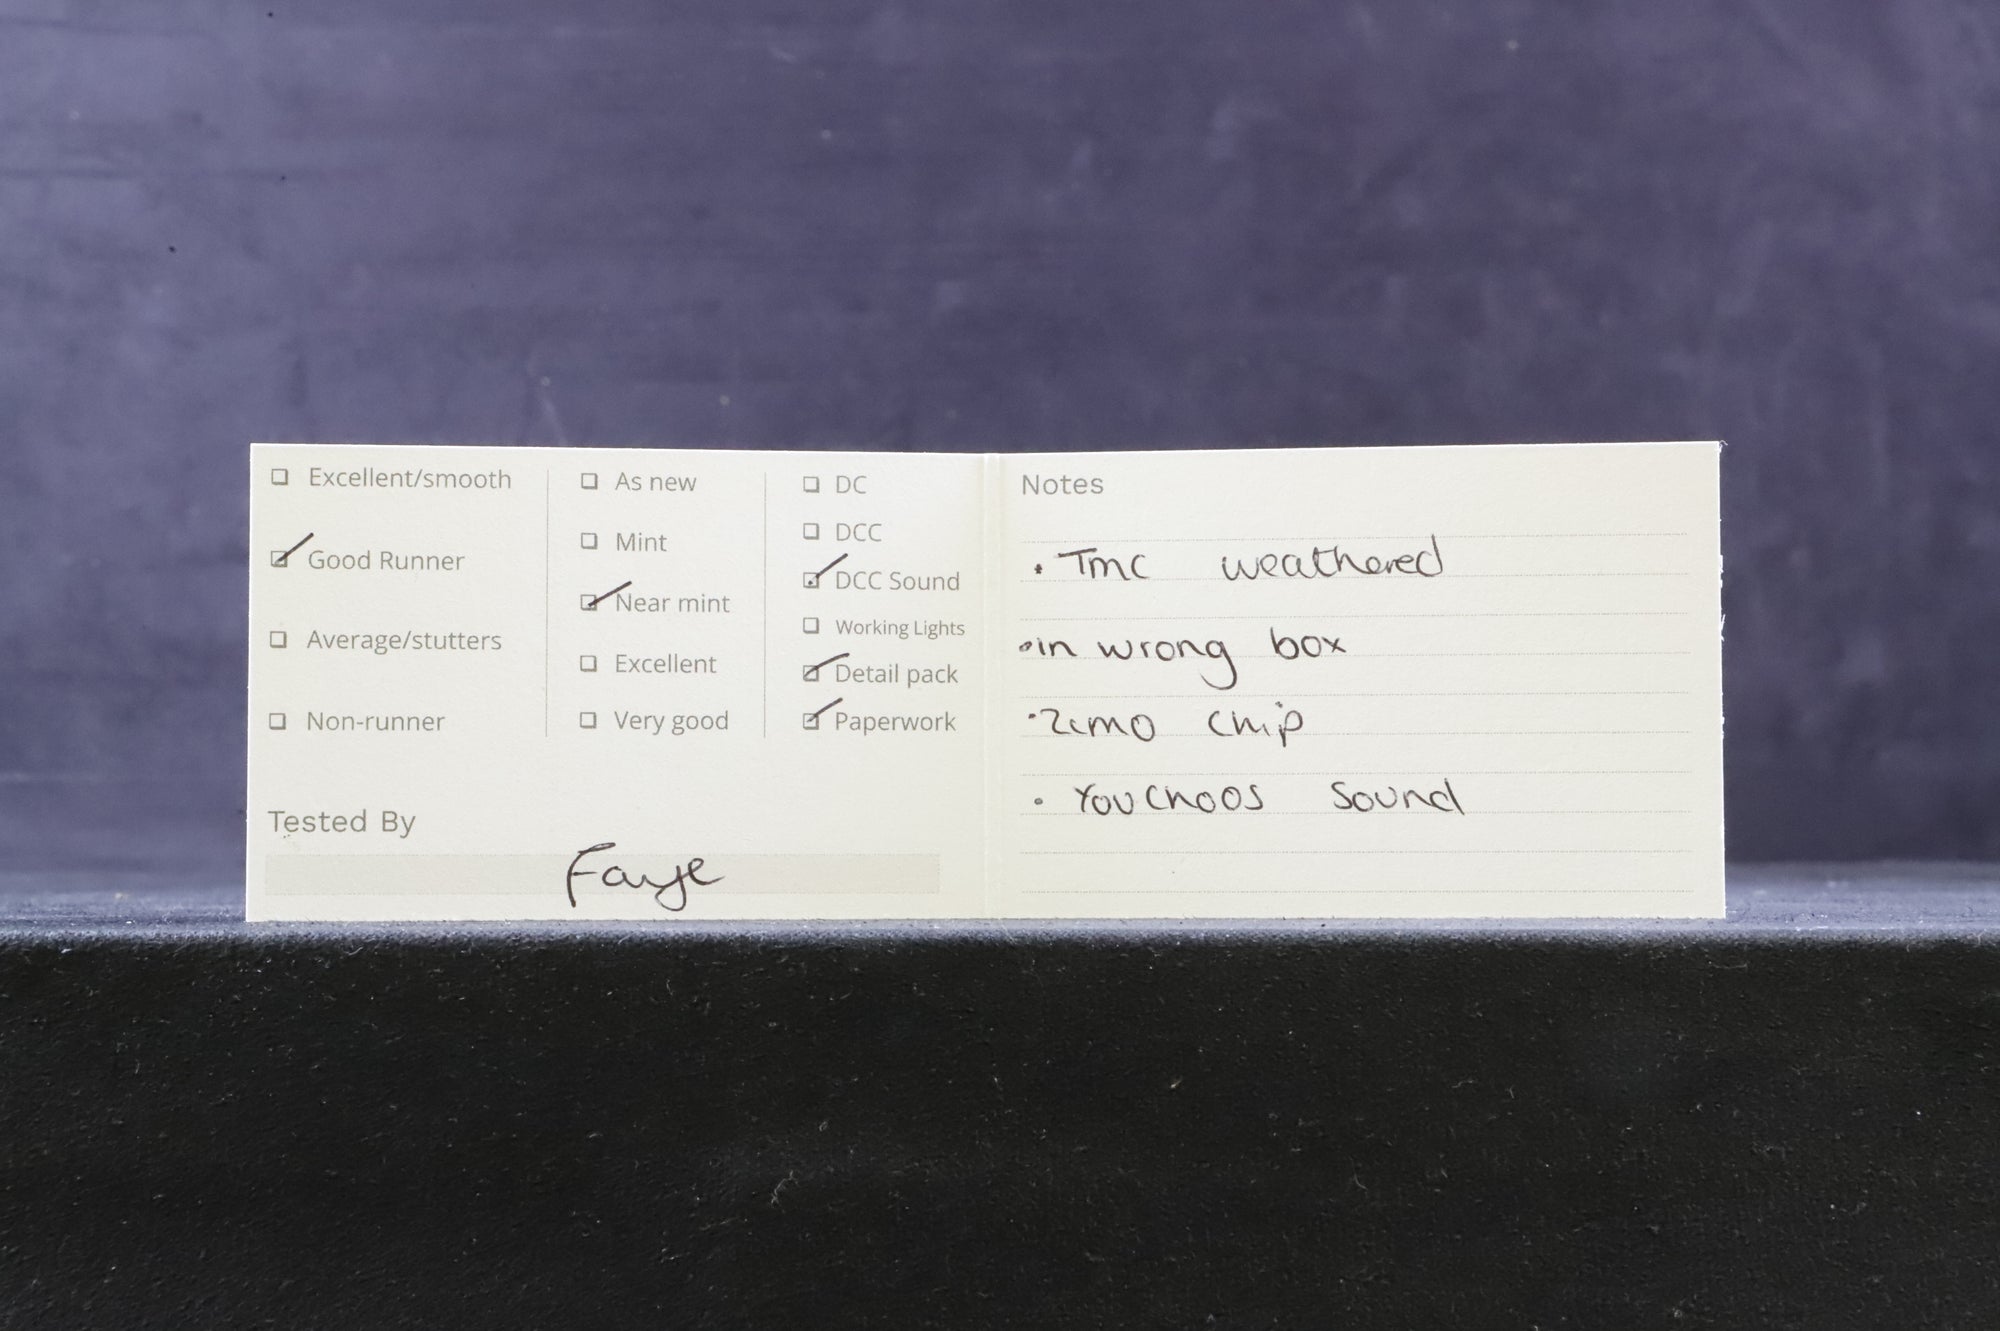 Excellent/smooth
Good Runner
Average/stutters
Non-runner
As new
Mint
Near mint
Excellent
Very good
DC
DCC
DCC Sound
Working Lights
Detail pack
Paperwork
Tested By
Faye
Notes
• Tmc weathered
• in wrong box
• Zimo chip
• Youchoos Sound